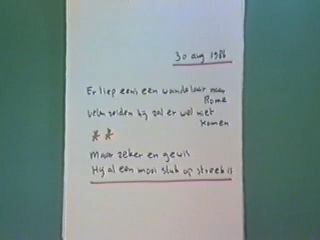 30 aug 1986
Er liep eens een wandelaar naar
Rome
velen zeiden hij zal er wel niet
komen
Maar zeker en gewis
Hij al een mooi stuk op streek is